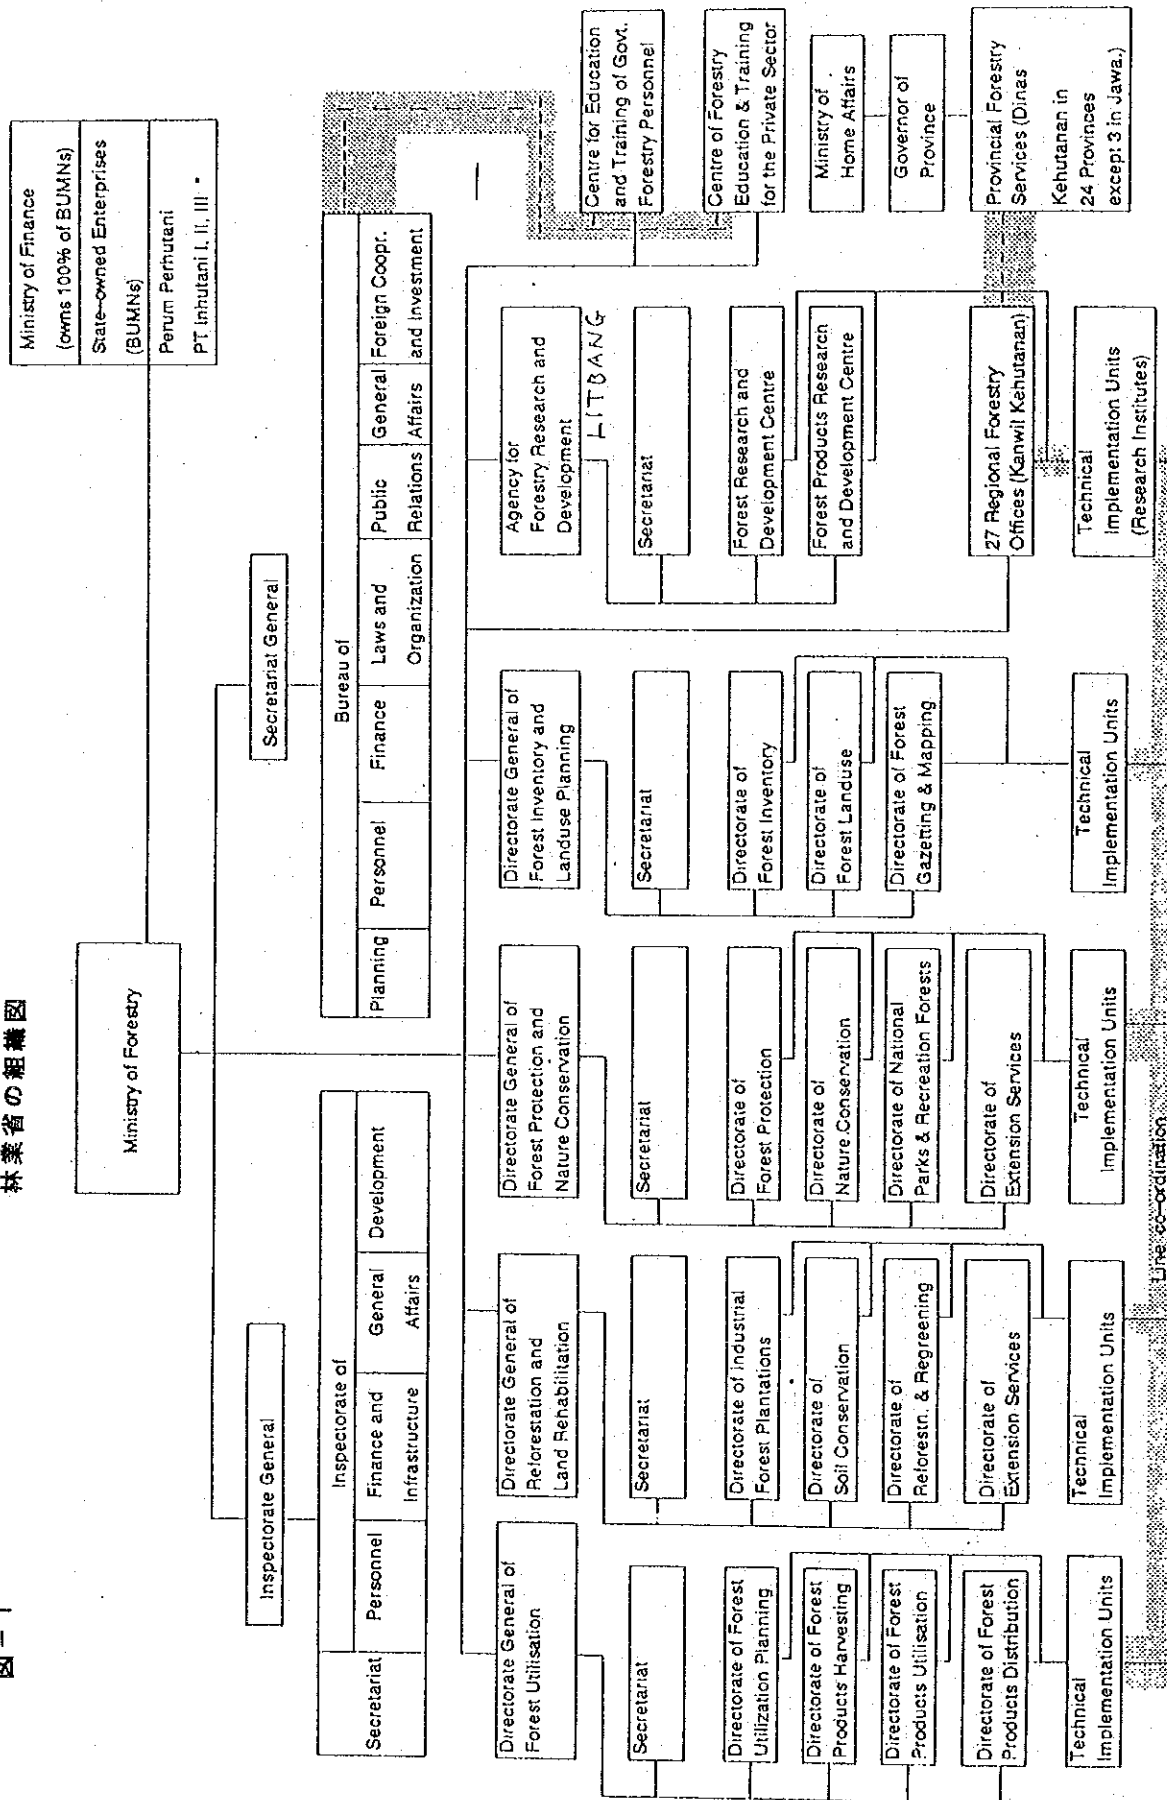 図-1
林業省の組織図
Ministry of Forestry
Ministry of Finance
(owns 100% of BUMNs)
State-owned Enterprises
(BUMNs)
Perum Perhutani
PT Inhutani I, II, III
Inspectorate General
Secretariat General
Secretariat
Inspectorate of
Personnel
Finance and
Infrastructure
General
Affairs
Development
Bureau of
Planning
Personnel
Finance
Laws and
Organization
Public
Relations
General
Affairs
Foreign Coopr.
and Investment
Directorate General of
Forest Utilisation
Secretariat
Directorate of Forest
Utilization Planning
Directorate of Forest
Products Harvesting
Directorate of Forest
Products Utilisation
Directorate of Forest
Products Distribution
Technical
Implementation Units
Directorate General of
Reforestation and
Land Rehabilitation
Secretariat
Directorate of Industrial
Forest Plantations
Directorate of
Soil Conservation
Directorate of
Reforestn. & Regreening
Directorate of
Extension Services
Technical
Implementation Units
Directorate General of
Forest Protection and
Nature Conservation
Secretariat
Directorate of
Forest Protection
Directorate of
Nature Conservation
Directorate of National
Parks & Recreation Forests
Directorate of
Extension Services
Technical
Implementation Units
Directorate General of
Forest Inventory and
Landuse Planning
Secretariat
Directorate of
Forest Inventory
Directorate of
Forest Landuse
Directorate of Forest
Gazetting & Mapping
Technical
Implementation Units
Agency for
Forestry Research and
Development
LITBANG
Secretariat
Forest Research and
Development Centre
Forest Products Research
and Development Centre
27 Regional Forestry
Offices (Kanwil Kehutanan)
Technical
Implementation Units
(Research Institutes)
Centre for Education
and Training of Govt.
Forestry Personnel
Centre of Forestry
Education & Training
for the Private Sector
Ministry of
Home Affairs
Governor of
Province
Provincial Forestry
Services (Dinas
Kehutanan in
24 Provinces
except 3 in Jawa.)
Line co-ordination